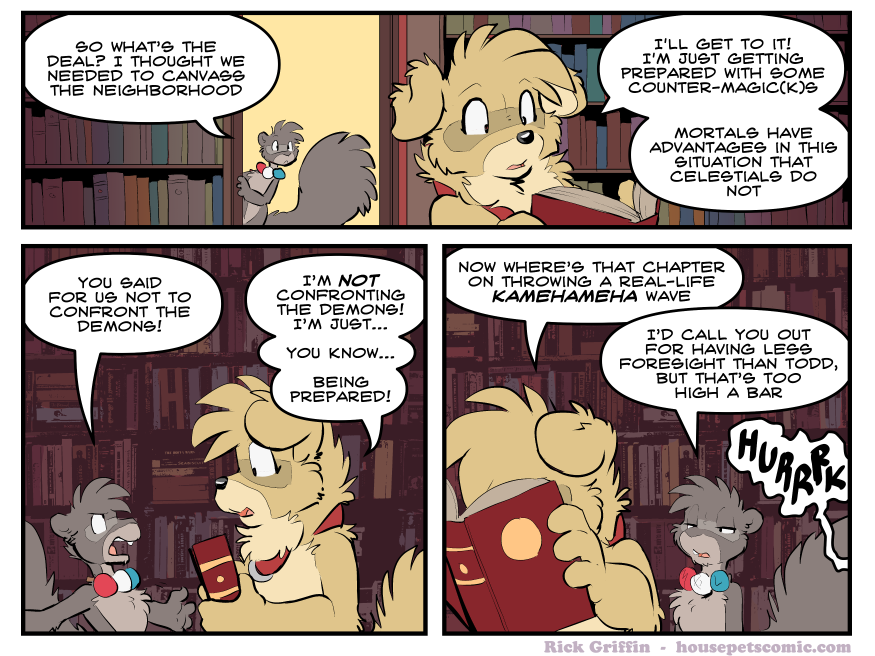 SO WHAT'S THE
DEAL? I THOUGHT WE
NEEDED TO CANVASS
THE NEIGHBORHOOD
I'LL GET TO IT!
I'M JUST GETTING
PREPARED WITH SOME
COUNTER-MAGIC(K)S
MORTALS HAVE
ADVANTAGES IN THIS
SITUATION THAT
CELESTIALS DO
NOT
YOU SAID
FOR US NOT TO
CONFRONT THE
DEMONS!
I'M NOT
CONFRONTING
THE DEMONS!
I'M JUST...
YOU KNOW...
BEING
PREPARED!
NOW WHERE'S THAT CHAPTER
ON THROWING A REAL-LIFE
KAMEHAMEHA WAVE
I'D CALL YOU OUT
FOR HAVING LESS
FORESIGHT THAN TODD,
BUT THAT'S TOO
HIGH A BAR
HURRRK
Rick Griffin - housepetscomic.com